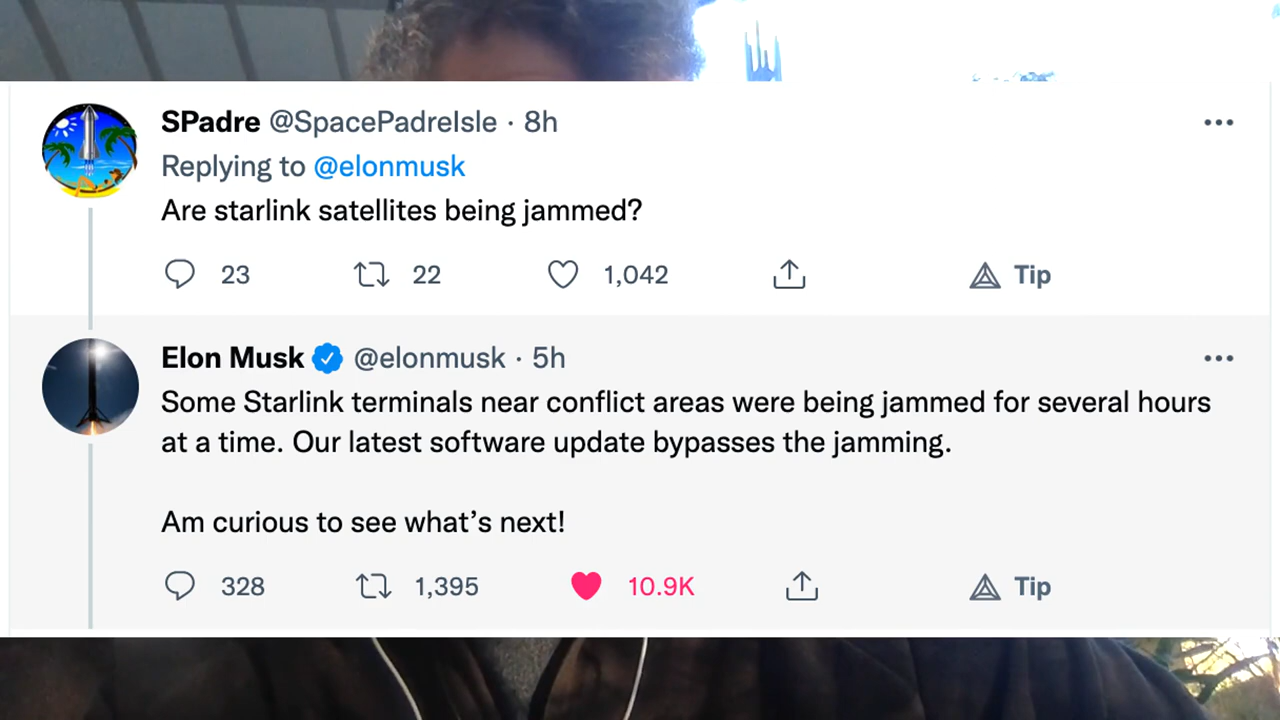 SPadre @SpacePadreIsle · 8h
Replying to @elonmusk
Are starlink satellites being jammed?
23 22 1,042 Tip
Elon Musk @elonmusk · 5h
Some Starlink terminals near conflict areas were being jammed for several hours
at a time. Our latest software update bypasses the jamming.
Am curious to see what's next!
328 1,395 10.9K Tip